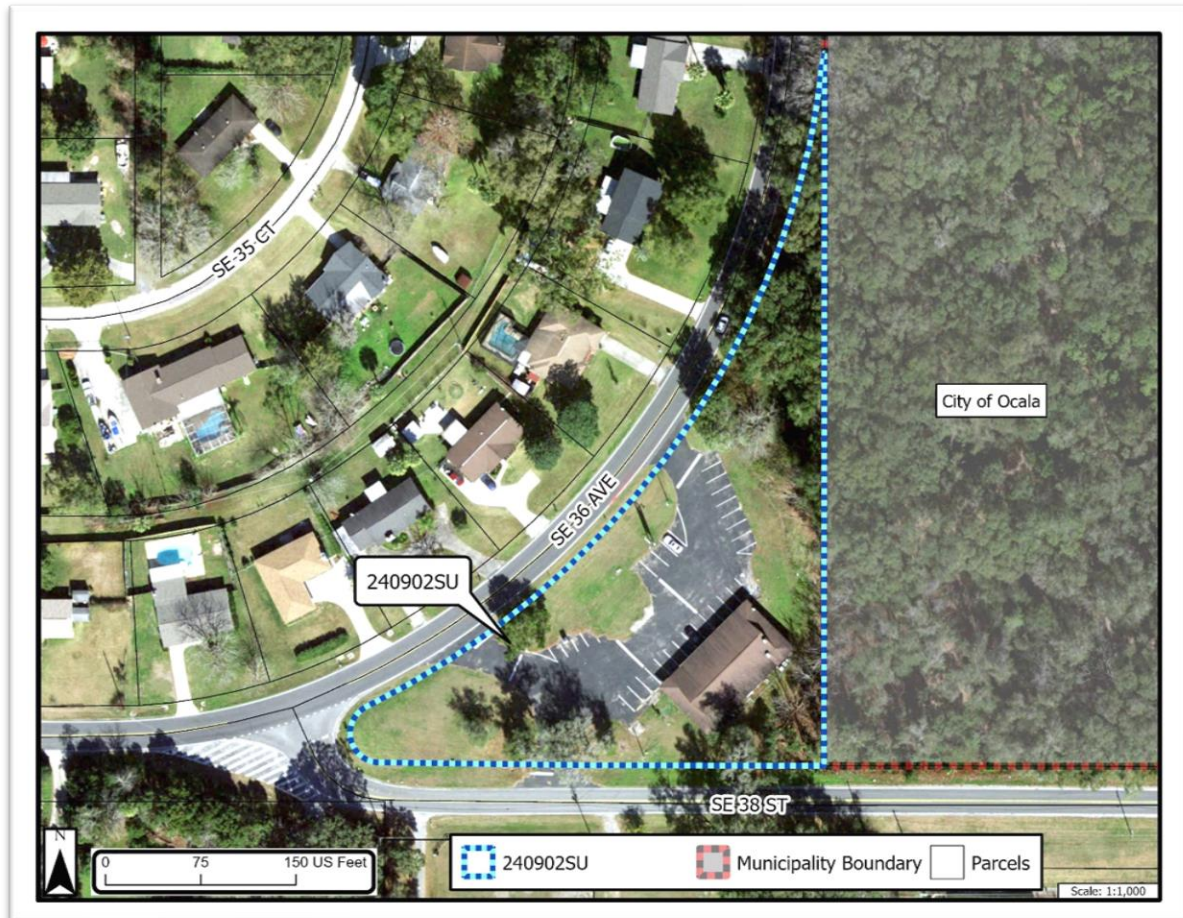 SE 35 CT
City of Ocala
SE 36 AVE
240902SU
SE 38 ST
N
0 75 150 US Feet
240902SU
Municipality Boundary
Parcels
Scale: 1:1,000